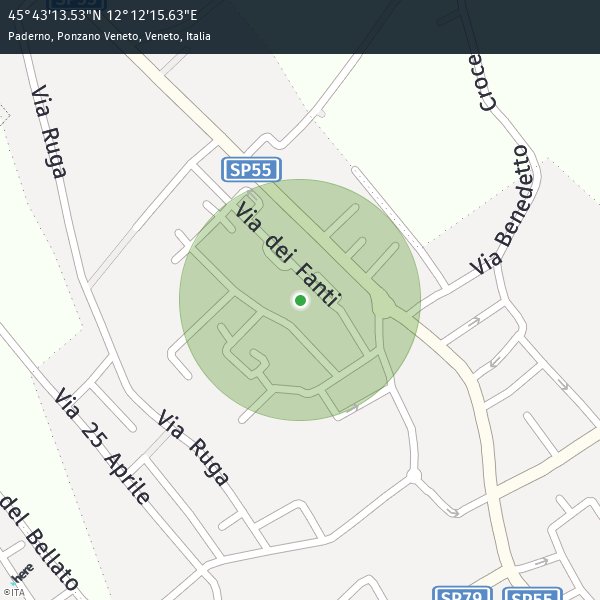 45°43'13.53"N 12°12'15.63"E
Paderno, Ponzano Veneto, Veneto, Italia
Via Ruga
Croce
SP55
Via Benedetto
Via dei Fanti
Via 25 Aprile
Via Ruga
del Bellato
here
©ITA
SP79
SP55